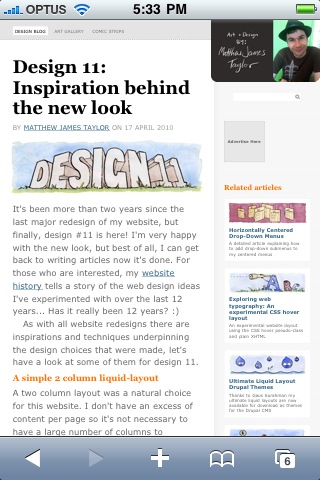 OPTUS 5:33 PM
DESIGN BLOG ART GALLERY COMIC STRIPS
Art + Design
BY:
Matthew James
Taylor
Design 11:
Inspiration behind
the new look
BY MATTHEW JAMES TAYLOR ON 17 APRIL 2010
DESIGN 11
It's been more than two years since the
last major redesign of my website, but
finally, design #11 is here! I'm very happy
with the new look, but best of all, I can get
back to writing articles now it's done. For
those who are interested, my website
history tells a story of the web design ideas
I've experimented with over the last 12
years... Has it really been 12 years? :)
As with all website redesigns there are
inspirations and techniques underpinning
the design choices that were made, let's
have a look at some of them for design 11.
A simple 2 column liquid-layout
A two column layout was a natural choice
for this website. I don't have an excess of
content per page so it's not necessary to
have a large number of columns to
Advertise Here
Related articles
Horizontally Centered
Drop-Down Menus
A detailed article explaining how
to add drop-down submenus to
my centered menus
Exploring web
typography: An
experimental CSS hover
layout
An experimental website layout
using the CSS hover pseudo-class
and plain XHTML
Ultimate Liquid Layout
Drupal Themes
Thanks to Gaus Surahman my
ultimate liquid layouts are now
available for download as themes
for the Drupal CMS
6